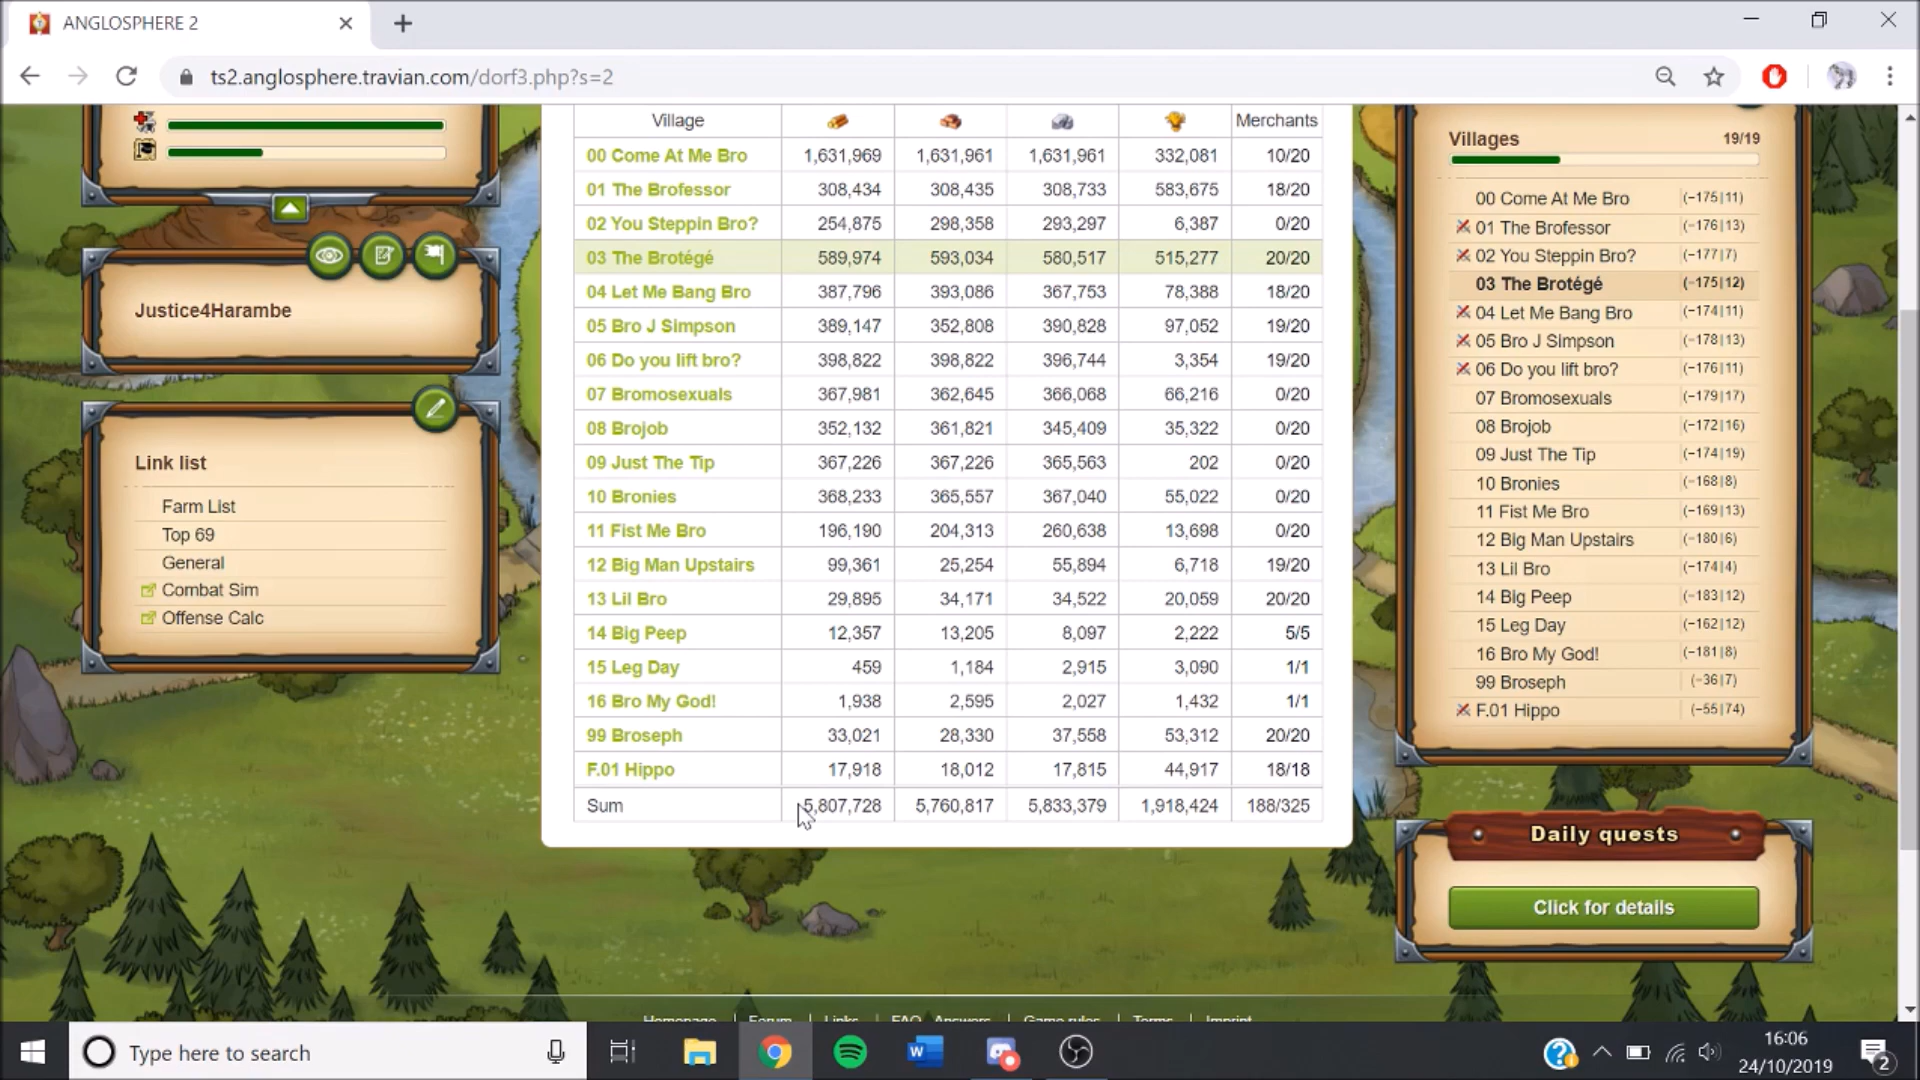 ANGLOSPHERE 2
ts2.anglosphere.travian.com/dorf3.php?s=2
Justice4Harambe
Link list
Farm List
Top 69
General
Combat Sim
Offense Calc
Village Merchants
00 Come At Me Bro 1,631,969 1,631,961 1,631,961 332,081 10/20
01 The Brofessor 308,434 308,435 308,733 583,675 18/20
02 You Steppin Bro? 254,875 298,358 293,297 6,387 0/20
03 The Brotégé 589,974 593,034 580,517 515,277 20/20
04 Let Me Bang Bro 387,796 393,086 367,753 78,388 18/20
05 Bro J Simpson 389,147 352,808 390,828 97,052 19/20
06 Do you lift bro? 398,822 398,822 396,744 3,354 19/20
07 Bromosexuals 367,981 362,645 366,068 66,216 0/20
08 Brojob 352,132 361,821 345,409 35,322 0/20
09 Just The Tip 367,226 367,226 365,563 202 0/20
10 Bronies 368,233 365,557 367,040 55,022 0/20
11 Fist Me Bro 196,190 204,313 260,638 13,698 0/20
12 Big Man Upstairs 99,361 25,254 55,894 6,718 19/20
13 Lil Bro 29,895 34,171 34,522 20,059 20/20
14 Big Peep 12,357 13,205 8,097 2,222 5/5
15 Leg Day 459 1,184 2,915 3,090 1/1
16 Bro My God! 1,938 2,595 2,027 1,432 1/1
99 Broseph 33,021 28,330 37,558 53,312 20/20
F.01 Hippo 17,918 18,012 17,815 44,917 18/18
Sum 5,807,728 5,760,817 5,833,379 1,918,424 188/325
Villages 19/19
00 Come At Me Bro (-175|11)
01 The Brofessor (-176|13)
02 You Steppin Bro? (-177|7)
03 The Brotégé (-175|12)
04 Let Me Bang Bro (-174|11)
05 Bro J Simpson (-178|13)
06 Do you lift bro? (-176|11)
07 Bromosexuals (-179|17)
08 Brojob (-172|16)
09 Just The Tip (-174|19)
10 Bronies (-168|8)
11 Fist Me Bro (-169|13)
12 Big Man Upstairs (-180|6)
13 Lil Bro (-174|4)
14 Big Peep (-183|12)
15 Leg Day (-162|12)
16 Bro My God! (-181|8)
99 Broseph (-36|7)
F.01 Hippo (-55|74)
Daily quests
Click for details
Homepage Forum Links FAQ - Answers Game rules Terms Imprint
Type here to search
16:06
24/10/2019
2